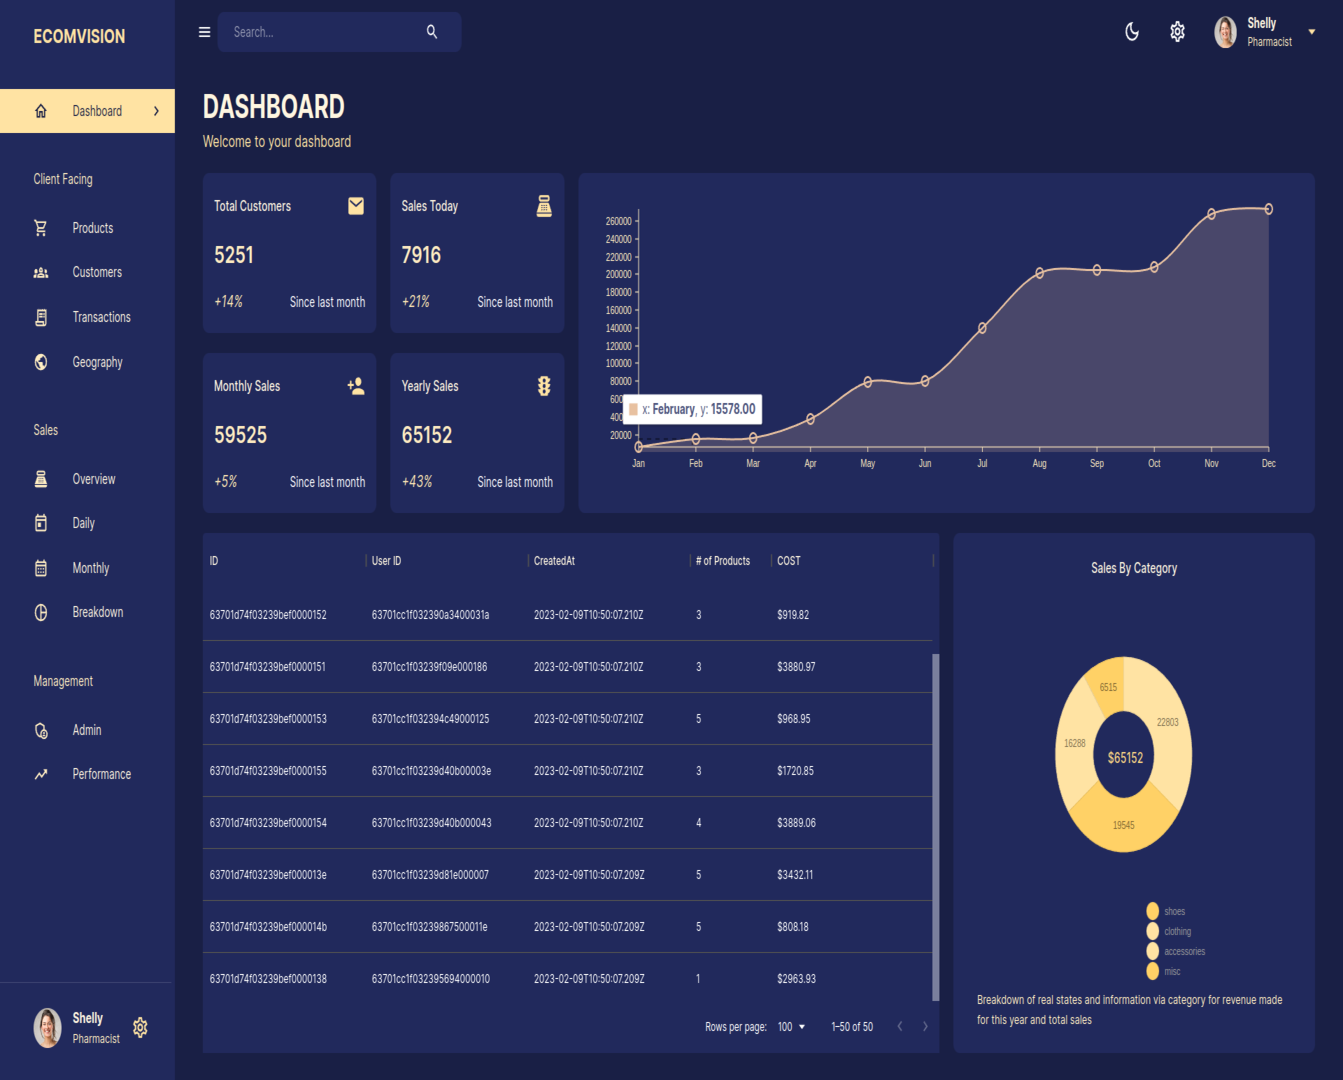 ECOMVISION
Search...
Shelly
Pharmacist
Dashboard
Client Facing
Products
Customers
Transactions
Geography
Sales
Overview
Daily
Monthly
Breakdown
Management
Admin
Performance
Shelly
Pharmacist
DASHBOARD
Welcome to your dashboard
Total Customers
5251
+14% Since last month
Sales Today
7916
+21% Since last month
Monthly Sales
59525
+5% Since last month
Yearly Sales
65152
+43% Since last month
260000
240000
220000
200000
180000
160000
140000
120000
100000
80000
600
400
20000
x: February, y: 15578.00
Jan Feb Mar Apr May Jun Jul Aug Sep Oct Nov Dec
ID User ID CreatedAt # of Products COST
63701d74f03239bef0000152 63701cc1f032390a3400031a 2023-02-09T10:50:07.210Z 3 $919.82
63701d74f03239bef0000151 63701cc1f03239f09e000186 2023-02-09T10:50:07.210Z 3 $3880.97
63701d74f03239bef0000153 63701cc1f032394c49000125 2023-02-09T10:50:07.210Z 5 $968.95
63701d74f03239bef0000155 63701cc1f03239d40b00003e 2023-02-09T10:50:07.210Z 3 $1720.85
63701d74f03239bef0000154 63701cc1f03239d40b000043 2023-02-09T10:50:07.210Z 4 $3889.06
63701d74f03239bef000013e 63701cc1f03239d81e000007 2023-02-09T10:50:07.209Z 5 $3432.11
63701d74f03239bef000014b 63701cc1f03239867500011e 2023-02-09T10:50:07.209Z 5 $808.18
63701d74f03239bef0000138 63701cc1f032395694000010 2023-02-09T10:50:07.209Z 1 $2963.93
Rows per page: 100 1–50 of 50
Sales By Category
6515
22803
16288
$65152
19545
shoes
clothing
accessories
misc
Breakdown of real states and information via category for revenue made
for this year and total sales